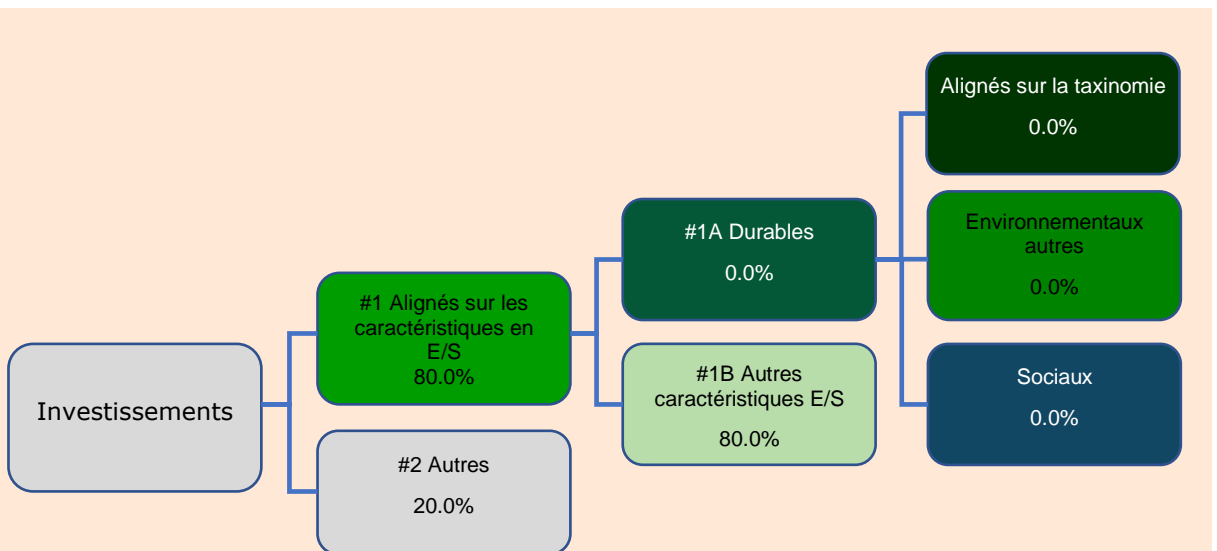 Investissements
#1 Alignés sur les
caractéristiques en
E/S
80.0%
#2 Autres
20.0%
#1A Durables
0.0%
#1B Autres
caractéristiques E/S
80.0%
Alignés sur la taxinomie
0.0%
Environnementaux
autres
0.0%
Sociaux
0.0%